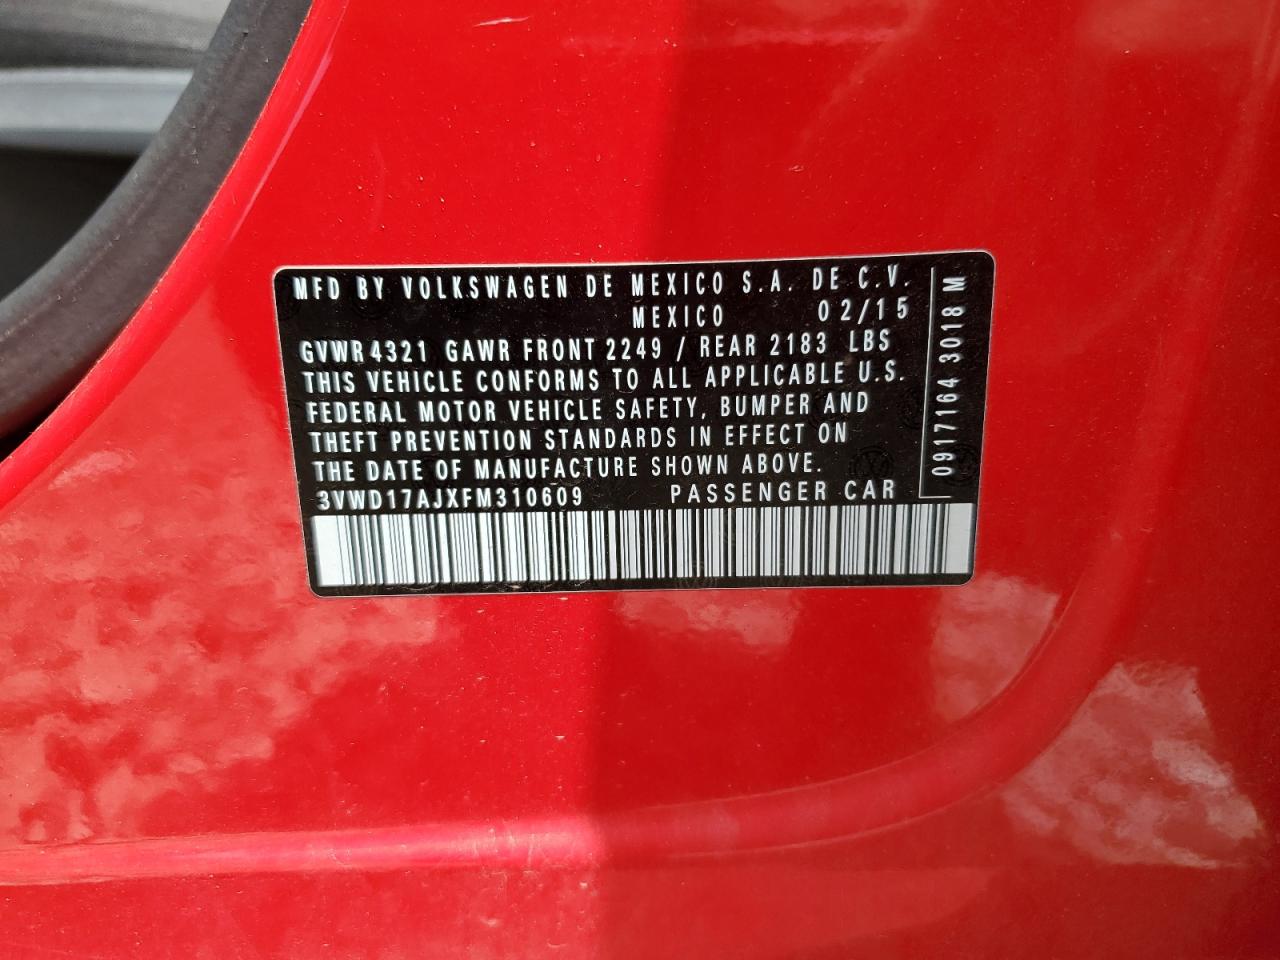 MFD BY VOLKSWAGEN DE MEXICO S.A. DE C.V.
MEXICO 02/15
GVWR 4321 GAWR FRONT 2249 / REAR 2183 LBS
THIS VEHICLE CONFORMS TO ALL APPLICABLE U.S.
FEDERAL MOTOR VEHICLE SAFETY, BUMPER AND
THEFT PREVENTION STANDARDS IN EFFECT ON
THE DATE OF MANUFACTURE SHOWN ABOVE.
3VWD17AJXFM310609 PASSENGER CAR
0917164 3018 M